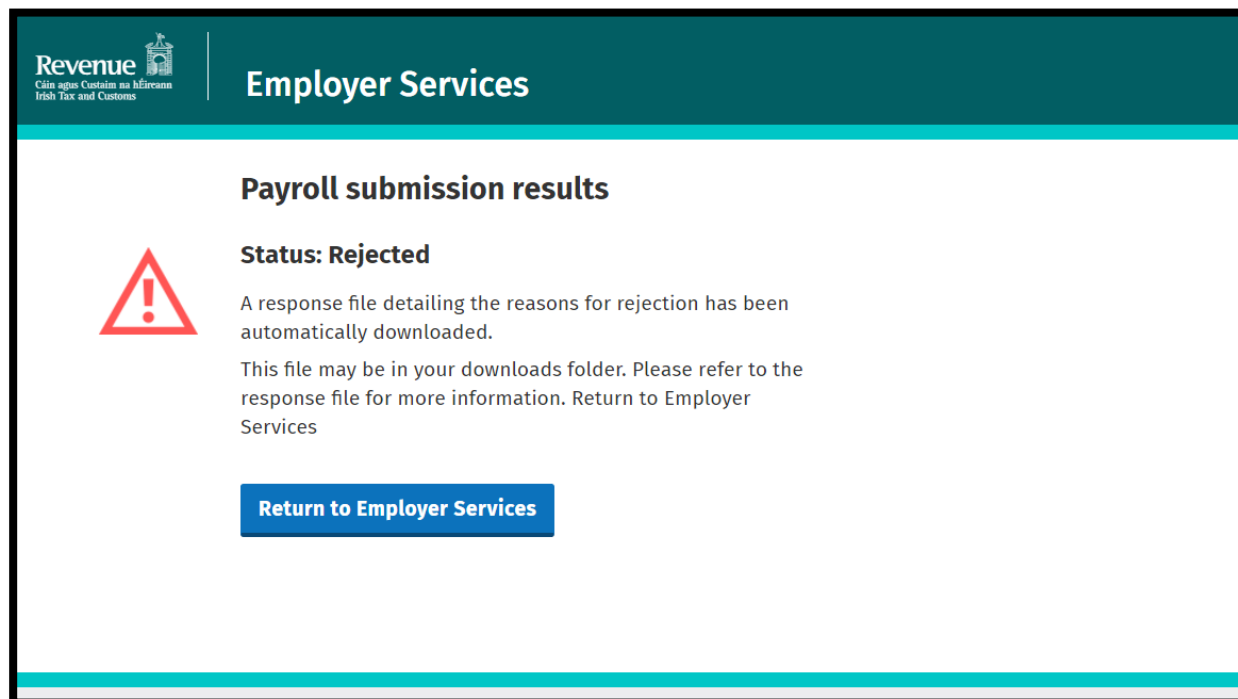 Revenue
Cáin agus Custaim na hÉireann
Irish Tax and Customs
Employer Services
Payroll submission results
Status: Rejected
A response file detailing the reasons for rejection has been
automatically downloaded.
This file may be in your downloads folder. Please refer to the
response file for more information. Return to Employer
Services
Return to Employer Services